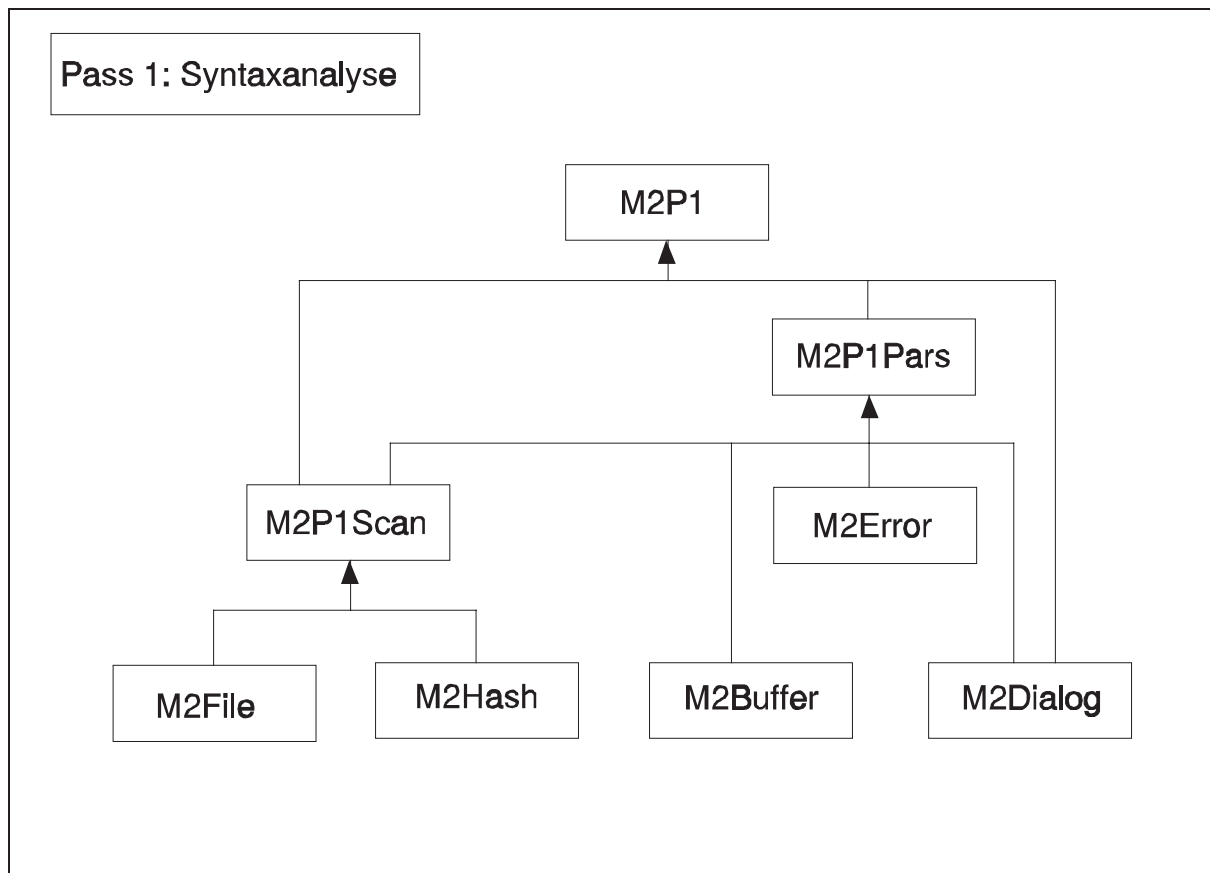 Pass 1: Syntaxanalyse
M2P1
M2P1Pars
M2P1Scan
M2Error
M2File
M2Hash
M2Buffer
M2Dialog